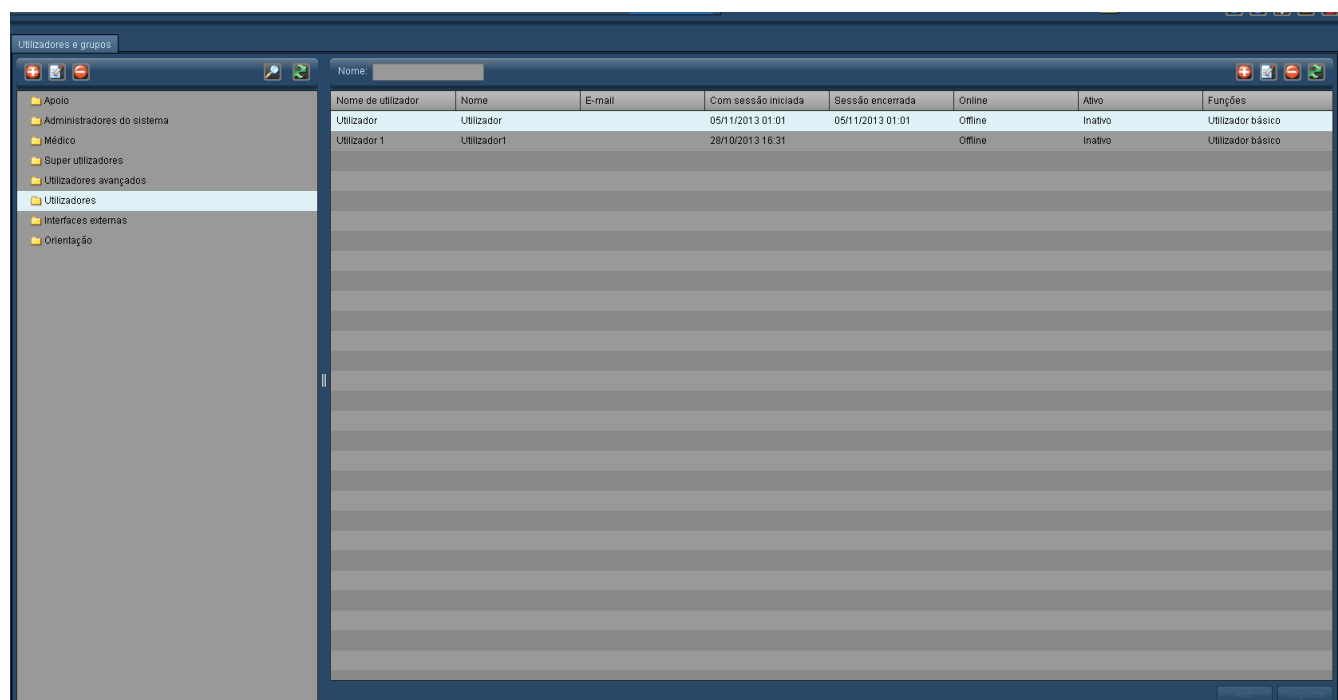 Utilizadores e grupos
Nome:
Apoio
Administradores do sistema
Médico
Super utilizadores
Utilizadores avançados
Utilizadores
Interfaces externas
Orientação
Nome de utilizador Nome E-mail Com sessão iniciada Sessão encerrada Online Ativo Funções
Utilizador Utilizador 05/11/2013 01:01 05/11/2013 01:01 Offline Inativo Utilizador básico
Utilizador 1 Utilizador1 28/10/2013 16:31 Offline Inativo Utilizador básico